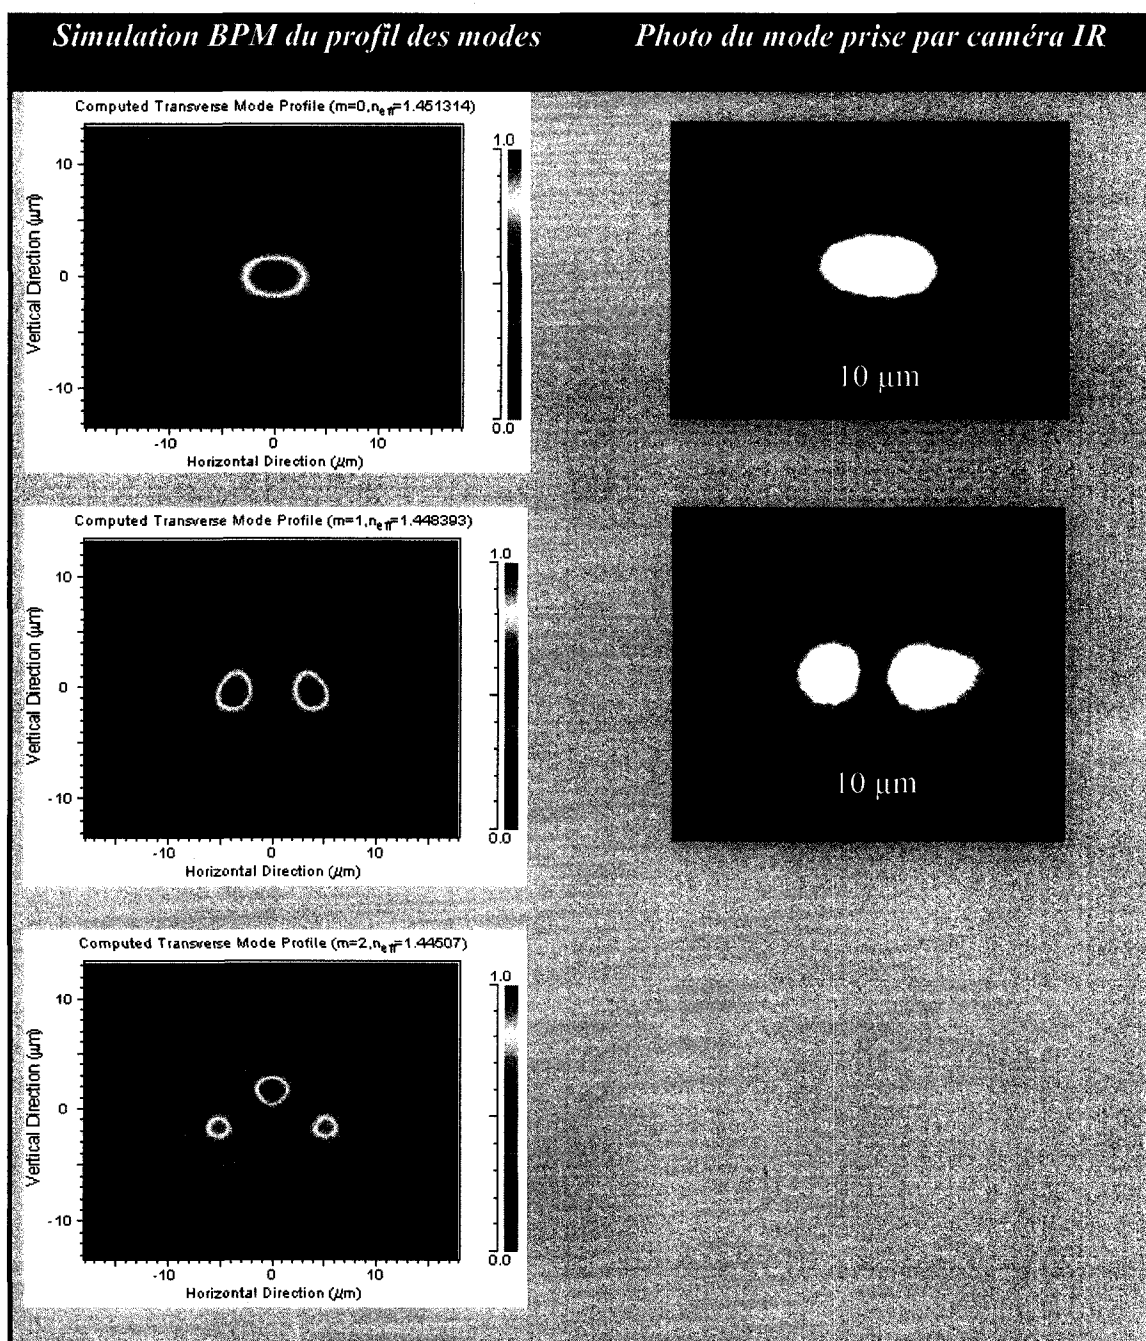 Simulation BPM du profil des modes
Photo du mode prise par caméra IR
Computed Transverse Mode Profile (m=0,neff=1.451314)
1.0
10
0
-10
Vertical Direction (µm)
0.0
-10 0 10
Horizontal Direction (µm)
10 µm
Computed Transverse Mode Profile (m=1,neff=1.448393)
1.0
10
0
-10
Vertical Direction (µm)
0.0
-10 0 10
Horizontal Direction (µm)
10 µm
Computed Transverse Mode Profile (m=2,neff=1.44507)
1.0
10
0
-10
Vertical Direction (µm)
0.0
-10 0 10
Horizontal Direction (µm)